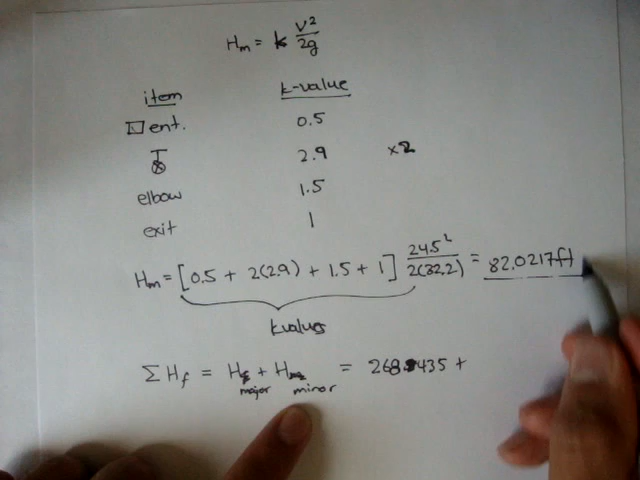 Hm = k V²/2g
item k-value
ent. 0.5
2.9 x2
elbow 1.5
exit 1
Hm = [0.5 + 2(2.9) + 1.5 + 1] 24.5²/2(32.2) = 82.0217ft
k values
ΣHf = Hf + Hm = 268.435 +
major minor